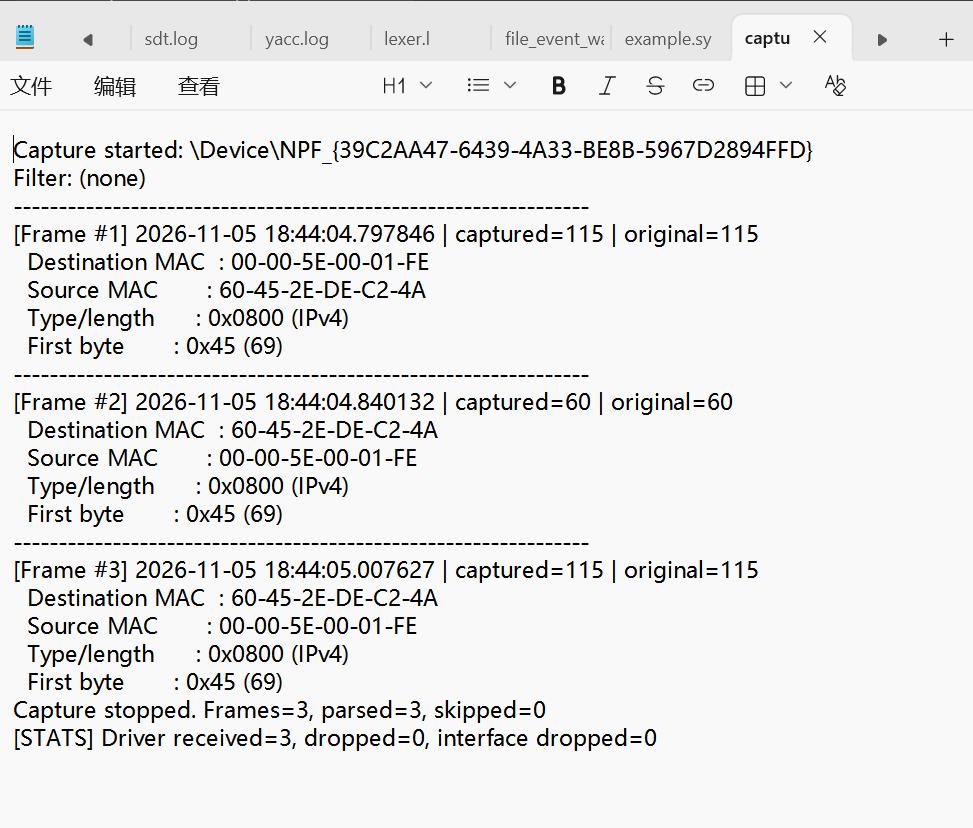 sdt.log yacc.log lexer.l file_event_wa example.sy captu
文件 编辑 查看 H1 B I S
Capture started: \Device\NPF_{39C2AA47-6439-4A33-BE8B-5967D2894FFD}
Filter: (none)
----------------------------------------------------------------
[Frame #1] 2026-11-05 18:44:04.797846 | captured=115 | original=115
  Destination MAC  : 00-00-5E-00-01-FE
  Source MAC       : 60-45-2E-DE-C2-4A
  Type/length      : 0x0800 (IPv4)
  First byte       : 0x45 (69)
----------------------------------------------------------------
[Frame #2] 2026-11-05 18:44:04.840132 | captured=60 | original=60
  Destination MAC  : 60-45-2E-DE-C2-4A
  Source MAC       : 00-00-5E-00-01-FE
  Type/length      : 0x0800 (IPv4)
  First byte       : 0x45 (69)
----------------------------------------------------------------
[Frame #3] 2026-11-05 18:44:05.007627 | captured=115 | original=115
  Destination MAC  : 60-45-2E-DE-C2-4A
  Source MAC       : 00-00-5E-00-01-FE
  Type/length      : 0x0800 (IPv4)
  First byte       : 0x45 (69)
Capture stopped. Frames=3, parsed=3, skipped=0
[STATS] Driver received=3, dropped=0, interface dropped=0